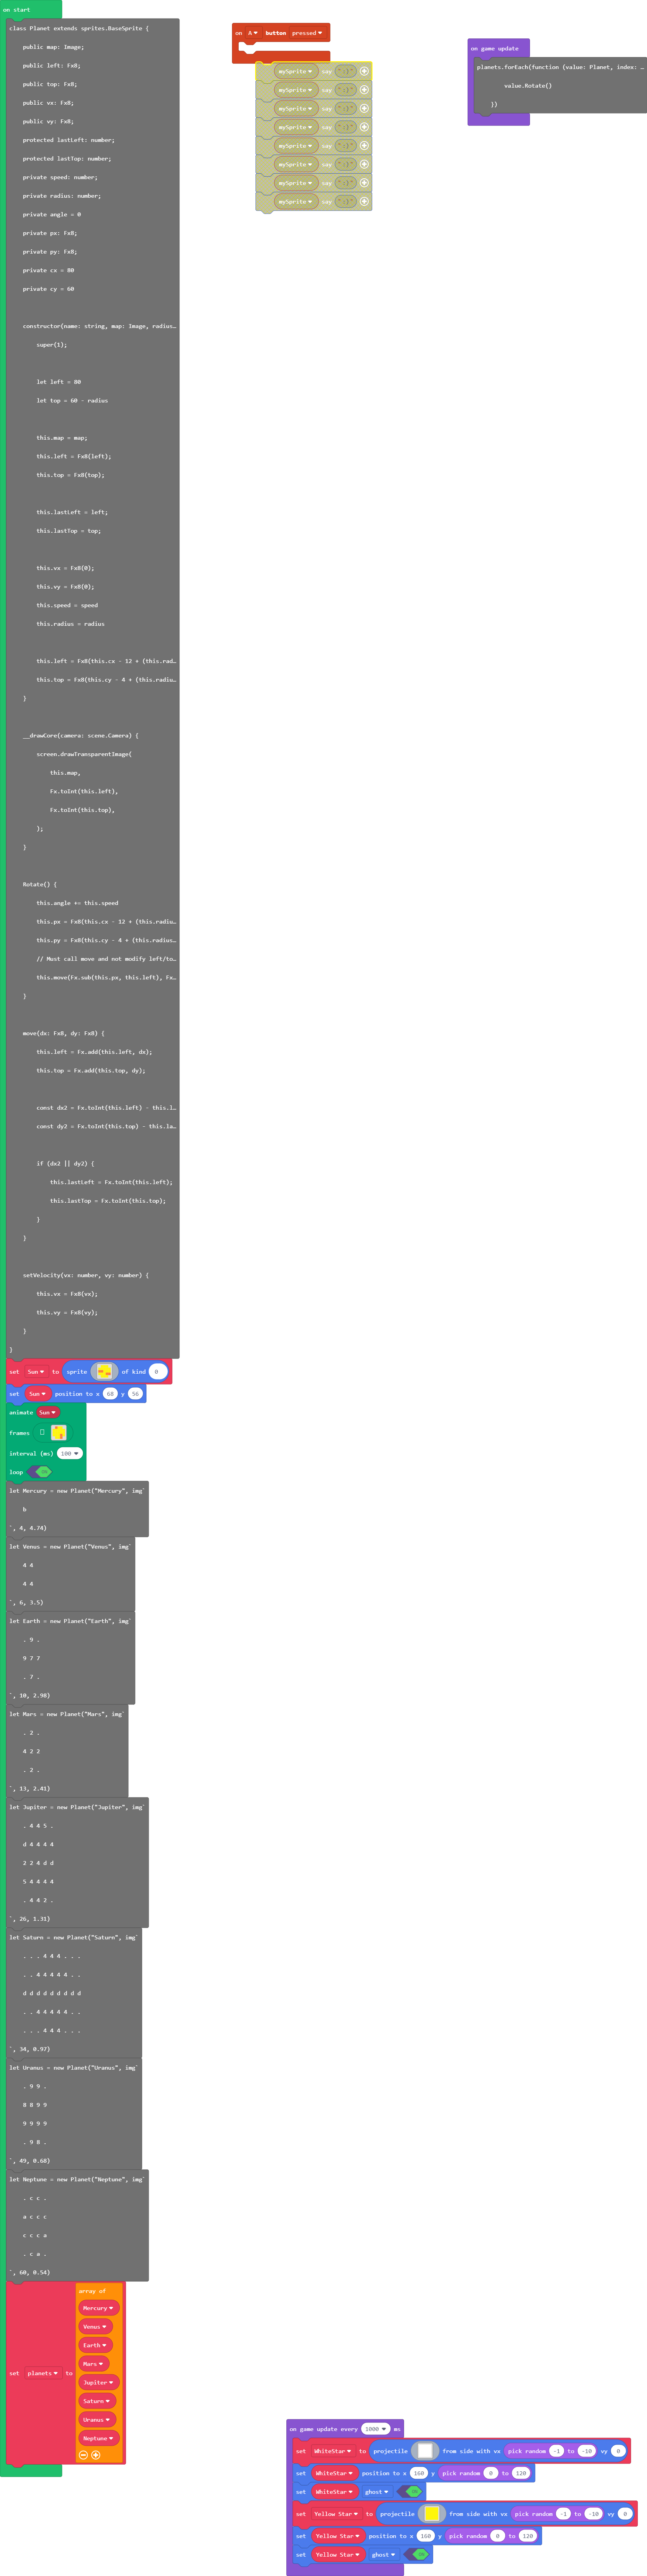 on start
class Planet extends sprites.BaseSprite {
public map: Image;
public left: Fx8;
public top: Fx8;
public vx: Fx8;
public vy: Fx8;
protected lastLeft: number;
protected lastTop: number;
private speed: number;
private radius: number;
private angle = 0
private px: Fx8;
private py: Fx8;
private cx = 80
private cy = 60
constructor(name: string, map: Image, radius…
super(1);
let left = 80
let top = 60 - radius
this.map = map;
this.left = Fx8(left);
this.top = Fx8(top);
this.lastLeft = left;
this.lastTop = top;
this.vx = Fx8(0);
this.vy = Fx8(0);
this.speed = speed
this.radius = radius
this.left = Fx8(this.cx - 12 + (this.rad…
this.top = Fx8(this.cy - 4 + (this.radiu…
}
__drawCore(camera: scene.Camera) {
screen.drawTransparentImage(
this.map,
Fx.toInt(this.left),
Fx.toInt(this.top),
);
}
Rotate() {
this.angle += this.speed
this.px = Fx8(this.cx - 12 + (this.radiu…
this.py = Fx8(this.cy - 4 + (this.radius…
// Must call move and not modify left/to…
this.move(Fx.sub(this.px, this.left), Fx…
}
move(dx: Fx8, dy: Fx8) {
this.left = Fx.add(this.left, dx);
this.top = Fx.add(this.top, dy);
const dx2 = Fx.toInt(this.left) - this.l…
const dy2 = Fx.toInt(this.top) - this.la…
if (dx2 || dy2) {
this.lastLeft = Fx.toInt(this.left);
this.lastTop = Fx.toInt(this.top);
}
}
setVelocity(vx: number, vy: number) {
this.vx = Fx8(vx);
this.vy = Fx8(vy);
}
}
set Sun to sprite of kind 0
set Sun position to x 68 y 56
animate Sun
frames
interval (ms) 100
loop
let Mercury = new Planet("Mercury", img`
b
`, 4, 4.74)
let Venus = new Planet("Venus", img`
4 4
4 4
`, 6, 3.5)
let Earth = new Planet("Earth", img`
. 9 .
9 7 7
. 7 .
`, 10, 2.98)
let Mars = new Planet("Mars", img`
. 2 .
4 2 2
. 2 .
`, 13, 2.41)
let Jupiter = new Planet("Jupiter", img`
. 4 4 5 .
d 4 4 4 4
2 2 4 d d
5 4 4 4 4
. 4 4 2 .
`, 26, 1.31)
let Saturn = new Planet("Saturn", img`
. . . 4 4 4 . . .
. . 4 4 4 4 4 . .
d d d d d d d d d
. . 4 4 4 4 4 . .
. . . 4 4 4 . . .
`, 34, 0.97)
let Uranus = new Planet("Uranus", img`
. 9 9 .
8 8 9 9
9 9 9 9
. 9 8 .
`, 49, 0.68)
let Neptune = new Planet("Neptune", img`
. c c .
a c c c
c c c a
. c a .
`, 60, 0.54)
set planets to array of
Mercury
Venus
Earth
Mars
Jupiter
Saturn
Uranus
Neptune
on A button pressed
mySprite say ":)"
mySprite say ":)"
mySprite say ":)"
mySprite say ":)"
mySprite say ":)"
mySprite say ":)"
mySprite say ":)"
mySprite say ":)"
on game update
planets.forEach(function (value: Planet, index: …
value.Rotate()
})
on game update every 1000 ms
set WhiteStar to projectile from side with vx pick random -1 to -10 vy 0
set WhiteStar position to x 160 y pick random 0 to 120
set WhiteStar ghost
set Yellow Star to projectile from side with vx pick random -1 to -10 vy 0
set Yellow Star position to x 160 y pick random 0 to 120
set Yellow Star ghost